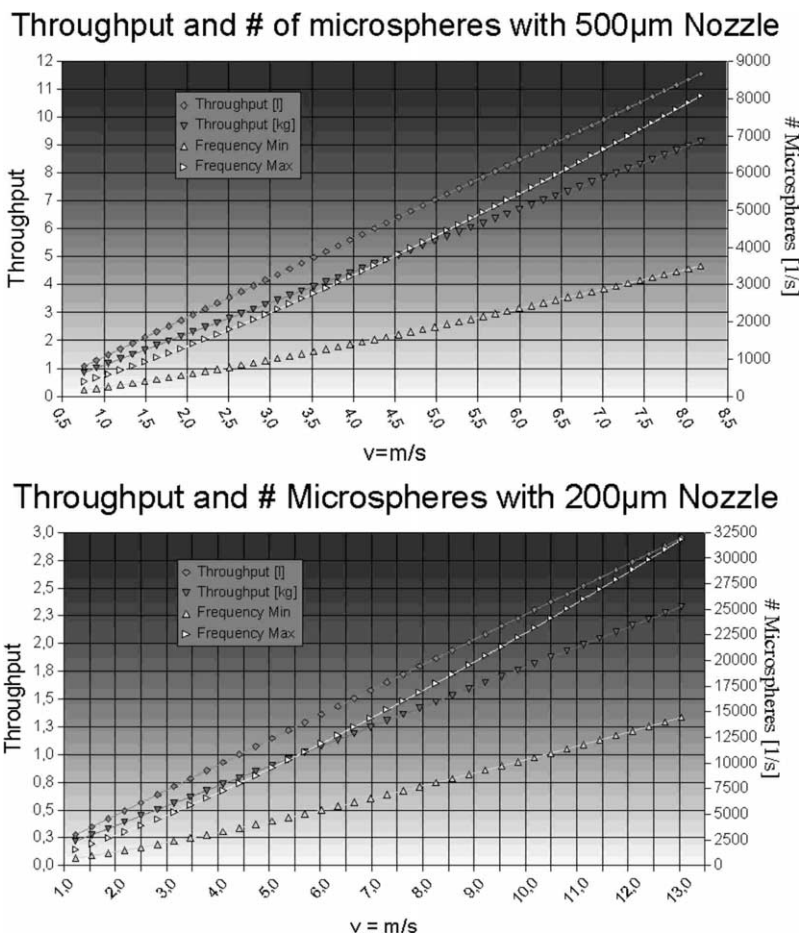 Throughput and # of microspheres with 500µm Nozzle
12
11
10
9
8
7
6
5
4
3
2
1
0
Throughput
Throughput [l]
Throughput [kg]
Frequency Min
Frequency Max
9000
8000
7000
6000
5000
4000
3000
2000
1000
0
# Microspheres [1/s]
0,5 1,0 1,5 2,0 2,5 3,0 3,5 4,0 4,5 5,0 5,5 6,0 6,5 7,0 7,5 8,0 8,5
v=m/s
Throughput and # Microspheres with 200µm Nozzle
3,0
2,8
2,5
2,3
2,0
1,8
1,5
1,3
1,0
0,8
0,5
0,3
0,0
Throughput
Throughput [l]
Throughput [kg]
Frequency Min
Frequency Max
32500
30000
27500
25000
22500
20000
17500
15000
12500
10000
7500
5000
2500
0
# Microspheres [1/s]
1,0 2,0 3,0 4,0 5,0 6,0 7,0 8,0 9,0 10,0 11,0 12,0 13,0
v = m/s